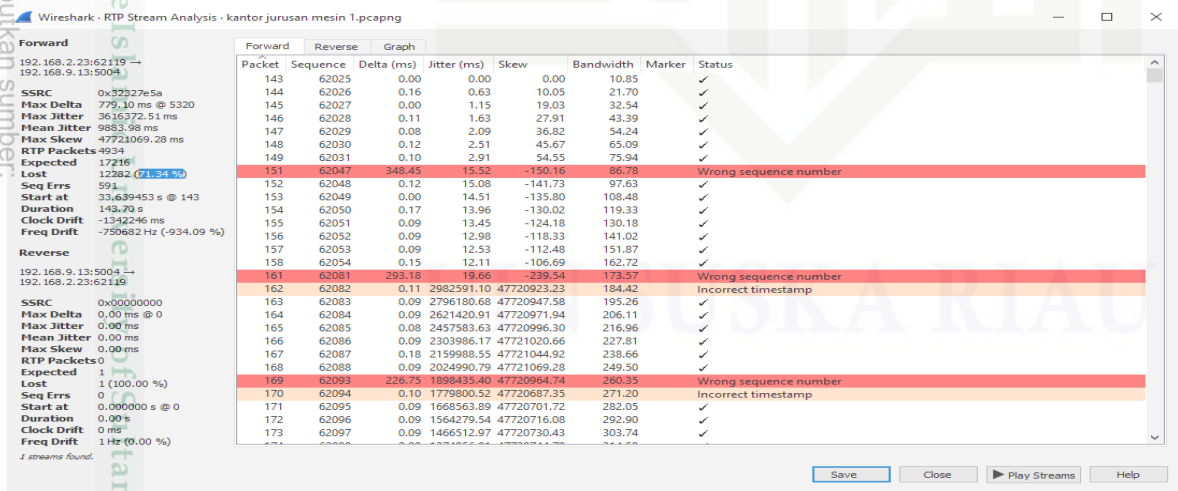 Wireshark · RTP Stream Analysis · kantor jurusan mesin 1.pcapng
Forward
192.168.2.23:62119 →
192.168.9.13:5004
SSRC 0x32327e5a
Max Delta 779.10 ms @ 5320
Max Jitter 3616372.51 ms
Mean Jitter 9883.98 ms
Max Skew 47721069.28 ms
RTP Packets 4934
Expected 17216
Lost 12282 (71.34 %)
Seq Errs 591
Start at 33.639453 s @ 143
Duration 143.70 s
Clock Drift -1342246 ms
Freq Drift -750682 Hz (-934.09 %)
Reverse
192.168.9.13:5004 →
192.168.2.23:62119
SSRC 0x00000000
Max Delta 0.00 ms @ 0
Max Jitter 0.00 ms
Mean Jitter 0.00 ms
Max Skew 0.00 ms
RTP Packets 0
Expected 1
Lost 1 (100.00 %)
Seq Errs 0
Start at 0.000000 s @ 0
Duration 0.00 s
Clock Drift 0 ms
Freq Drift 1 Hz (0.00 %)
1 streams found.
Forward Reverse Graph
Packet Sequence Delta (ms) Jitter (ms) Skew Bandwidth Marker Status
143 62025 0.00 0.00 0.00 10.85 ✓
144 62026 0.16 0.63 10.05 21.70 ✓
145 62027 0.00 1.15 19.03 32.54 ✓
146 62028 0.11 1.63 27.91 43.39 ✓
147 62029 0.08 2.09 36.82 54.24 ✓
148 62030 0.12 2.51 45.67 65.09 ✓
149 62031 0.10 2.91 54.55 75.94 ✓
151 62047 348.45 15.52 -150.16 86.78 Wrong sequence number
152 62048 0.12 15.08 -141.73 97.63 ✓
153 62049 0.00 14.51 -135.80 108.48 ✓
154 62050 0.17 13.96 -130.02 119.33 ✓
155 62051 0.09 13.45 -124.18 130.18 ✓
156 62052 0.09 12.98 -118.33 141.02 ✓
157 62053 0.09 12.53 -112.48 151.87 ✓
158 62054 0.15 12.11 -106.69 162.72 ✓
161 62081 293.18 19.66 -239.54 173.57 Wrong sequence number
162 62082 0.11 2982591.10 47720923.23 184.42 Incorrect timestamp
163 62083 0.09 2796180.68 47720947.58 195.26 ✓
164 62084 0.09 2621420.91 47720971.94 206.11 ✓
165 62085 0.08 2457583.63 47720996.30 216.96 ✓
166 62086 0.09 2303986.17 47721020.66 227.81 ✓
167 62087 0.18 2159988.55 47721044.92 238.66 ✓
168 62088 0.09 2024990.79 47721069.28 249.50 ✓
169 62093 226.75 1898435.40 47720964.74 260.35 Wrong sequence number
170 62094 0.10 1779800.52 47720687.35 271.20 Incorrect timestamp
171 62095 0.09 1668563.89 47720701.72 282.05 ✓
172 62096 0.09 1564279.54 47720716.08 292.90 ✓
173 62097 0.09 1466512.97 47720730.43 303.74 ✓
Save Close Play Streams Help
SUSKA RIAU
sumber: